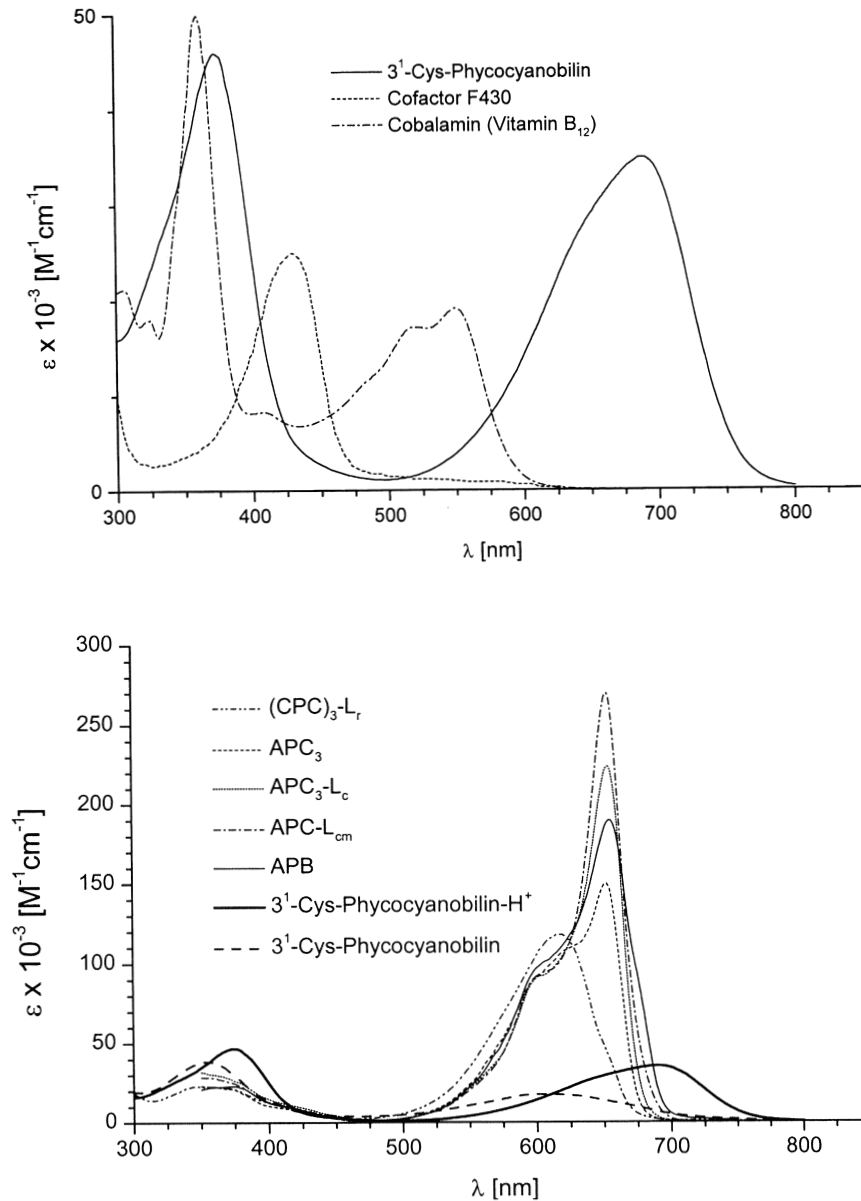 50
3¹-Cys-Phycocyanobilin
Cofactor F430
Cobalamin (Vitamin B₁₂)
ε x 10⁻³ [M⁻¹cm⁻¹]
0
300 400 500 600 700 800
λ [nm]
300
(CPC)₃-Lᵣ
250
APC₃
200
APC₃-L_c
APC-L_cm
APB
150
3¹-Cys-Phycocyanobilin-H⁺
3¹-Cys-Phycocyanobilin
ε x 10⁻³ [M⁻¹cm⁻¹]
100
50
0
300 400 500 600 700 800
λ [nm]